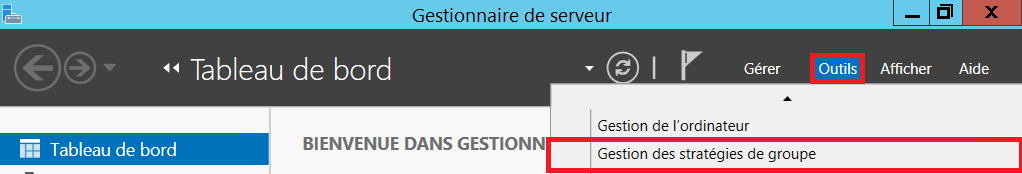 Gestionnaire de serveur
Tableau de bord
Gérer Outils Afficher Aide
Gestion de l'ordinateur
Tableau de bord
BIENVENUE DANS GESTIONN
Gestion des stratégies de groupe